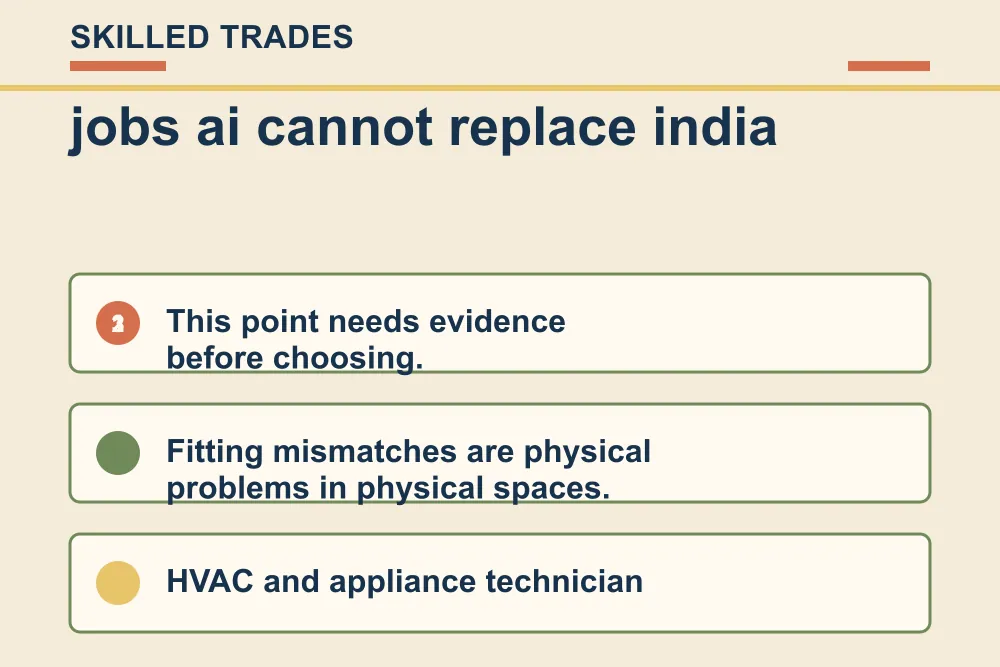 SKILLED TRADES
jobs ai cannot replace india
This point needs evidence
before choosing.
Fitting mismatches are physical
problems in physical spaces.
HVAC and appliance technician